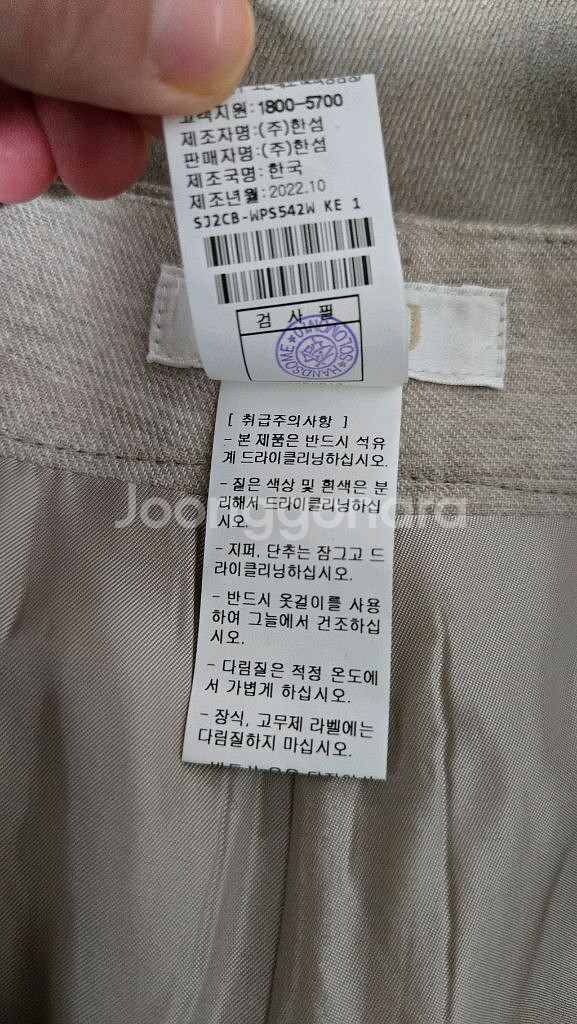 고객지원:1800-5700
제조자명:(주)한섬
판매자명:(주)한섬
제조국명: 한국
제조년월:2022.10
SJ2CB-WPS542W KE 1
검 사 필
SOLOMOMO
HANDSOME
[ 취급주의사항 ]
- 본 제품은 반드시 석유
계 드라이클리닝하십시오.
- 짙은 색상 및 흰색은 분
리해서 드라이클리닝하십
시오.
Joonggonara
- 지퍼, 단추는 잠그고 드
라이클리닝하십시오.
- 반드시 옷걸이를 사용
하여 그늘에서 건조하십
시오.
- 다림질은 적정 온도에
서 가볍게 하십시오.
- 장식, 고무제 라벨에는
다림질하지 마십시오.